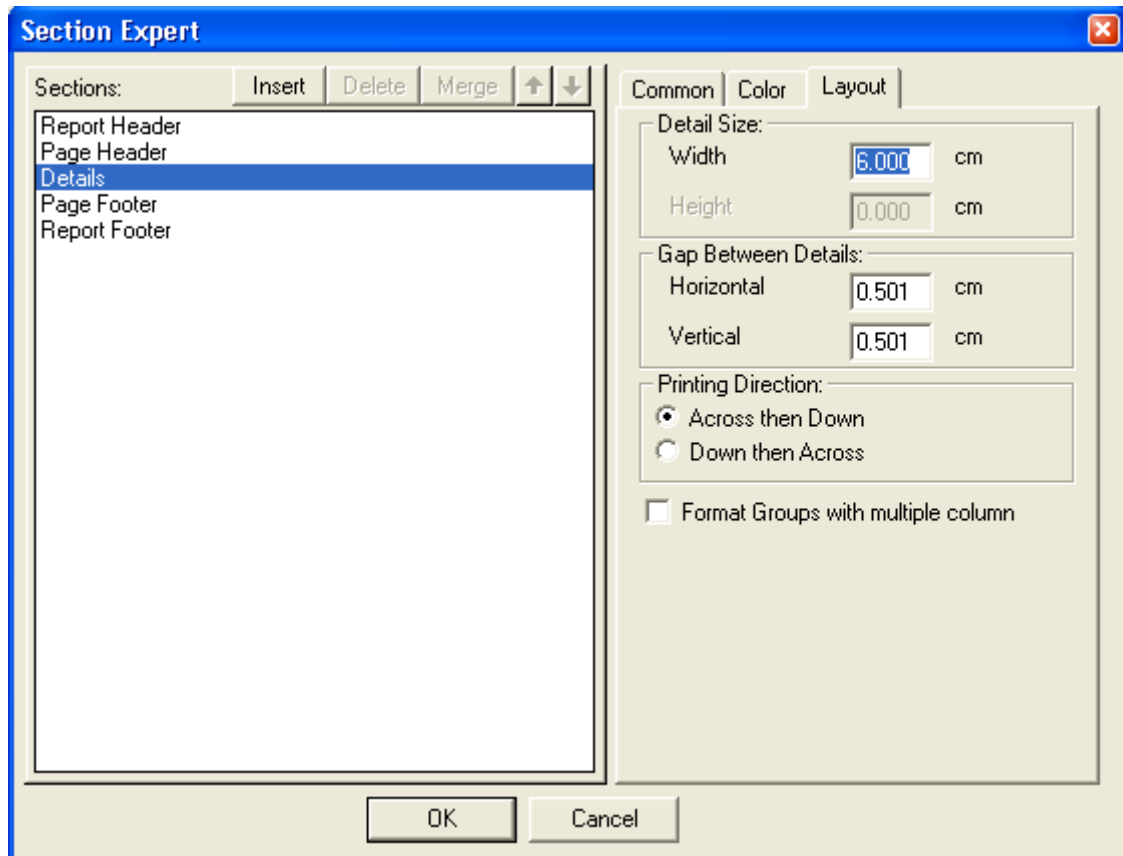 Section Expert
Sections: Insert Delete Merge
Report Header
Page Header
Details
Page Footer
Report Footer
Common Color Layout
Detail Size:
Width 6.000 cm
Height 0.000 cm
Gap Between Details:
Horizontal 0.501 cm
Vertical 0.501 cm
Printing Direction:
Across then Down
Down then Across
Format Groups with multiple column
OK Cancel